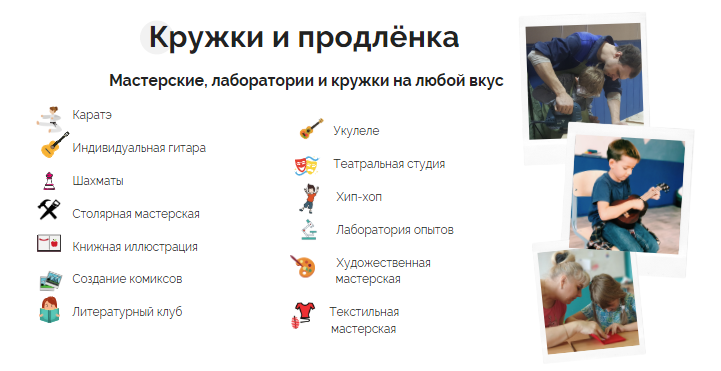 Кружки и продлёнка
Мастерские, лаборатории и кружки на любой вкус
Каратэ
Индивидуальная гитара
Шахматы
Столярная мастерская
Книжная иллюстрация
Создание комиксов
Литературный клуб
Укулеле
Театральная студия
Хип-хоп
Лаборатория опытов
Художественная
мастерская
Текстильная
мастерская